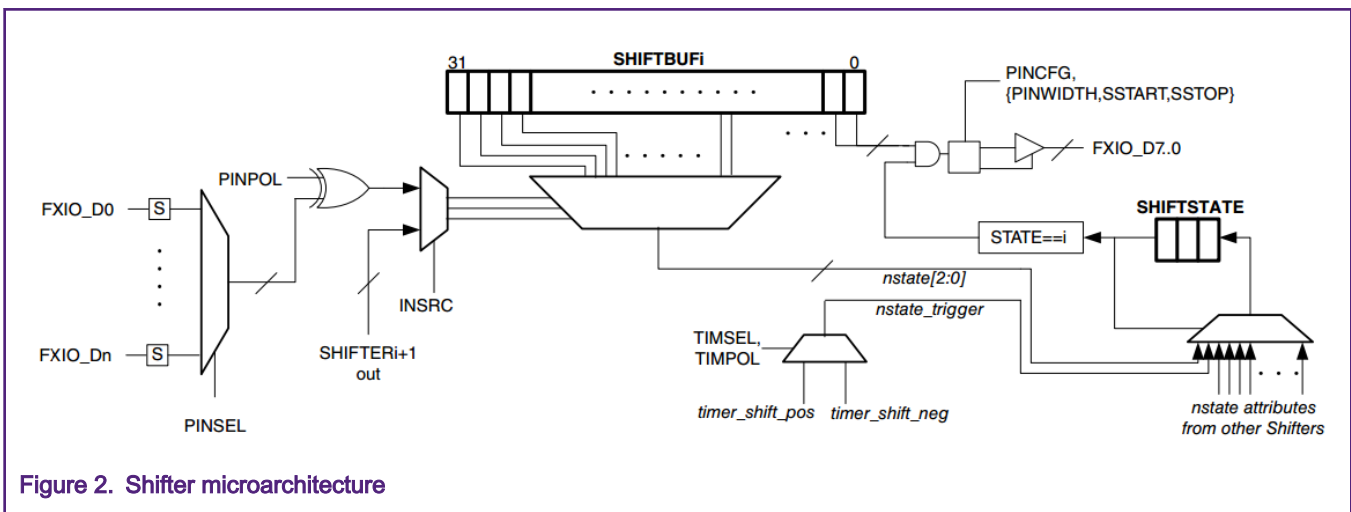 31 SHIFTBUFi 0
PINCFG,
{PINWIDTH,SSTART,SSTOP}
FXIO_D7..0
PINPOL
FXIO_D0 S
SHIFTSTATE
STATE==i
nstate[2:0]
INSRC
nstate_trigger
TIMSEL,
TIMPOL
FXIO_Dn S
SHIFTERi+1
out
timer_shift_pos timer_shift_neg
nstate attributes
from other Shifters
PINSEL
Figure 2. Shifter microarchitecture